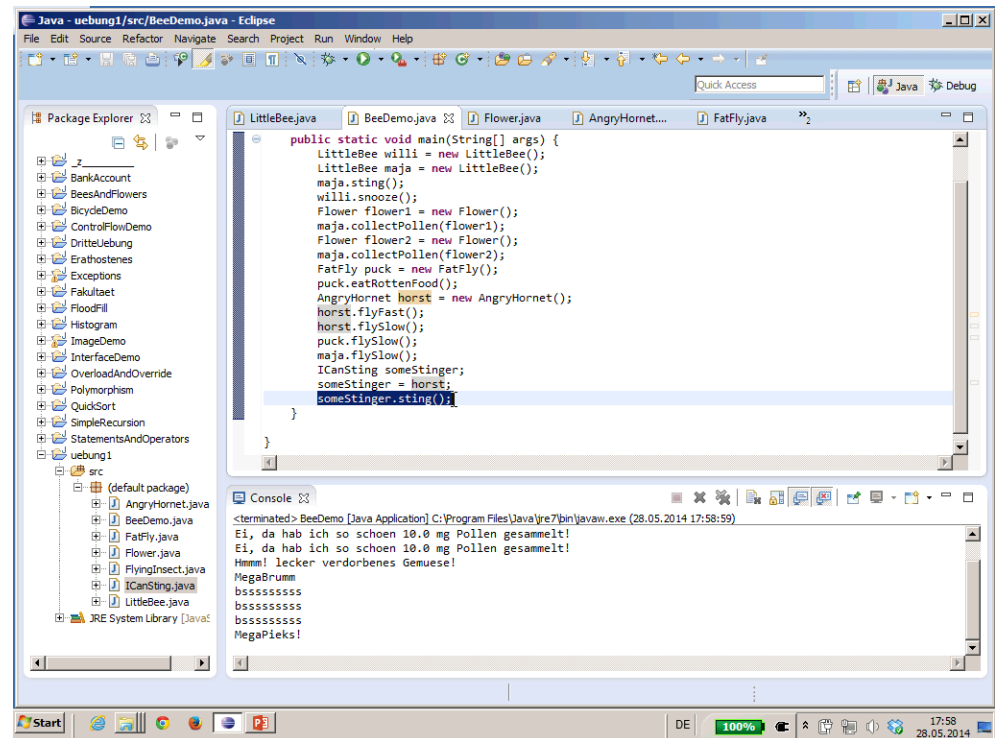 Java - uebung1/src/BeeDemo.java - Eclipse
File Edit Source Refactor Navigate Search Project Run Window Help
Quick Access
Java
Debug
Package Explorer
_z_________
BankAccount
BeesAndFlowers
BicycleDemo
ControlFlowDemo
DritteUebung
Erathostenes
Exceptions
Fakultaet
FloodFill
Histogram
ImageDemo
InterfaceDemo
OverloadAndOverride
Polymorphism
QuickSort
SimpleRecursion
StatementsAndOperators
uebung1
src
(default package)
AngryHornet.java
BeeDemo.java
FatFly.java
Flower.java
FlyingInsect.java
ICanSting.java
LittleBee.java
JRE System Library [JavaS
LittleBee.java BeeDemo.java Flower.java AngryHornet.... FatFly.java »2
public static void main(String[] args) {
LittleBee willi = new LittleBee();
LittleBee maja = new LittleBee();
maja.sting();
willi.snooze();
Flower flower1 = new Flower();
maja.collectPollen(flower1);
Flower flower2 = new Flower();
maja.collectPollen(flower2);
FatFly puck = new FatFly();
puck.eatRottenFood();
AngryHornet horst = new AngryHornet();
horst.flyFast();
horst.flySlow();
puck.flySlow();
maja.flySlow();
ICanSting someStinger;
someStinger = horst;
someStinger.sting();
}
}
Console
<terminated> BeeDemo [Java Application] C:\Program Files\Java\jre7\bin\javaw.exe (28.05.2014 17:58:59)
Ei, da hab ich so schoen 10.0 mg Pollen gesammelt!
Ei, da hab ich so schoen 10.0 mg Pollen gesammelt!
Hmmm! lecker verdorbenes Gemuese!
MegaBrumm
bsssssssss
bsssssssss
bsssssssss
MegaPieks!
Start
DE
100%
17:58
28.05.2014